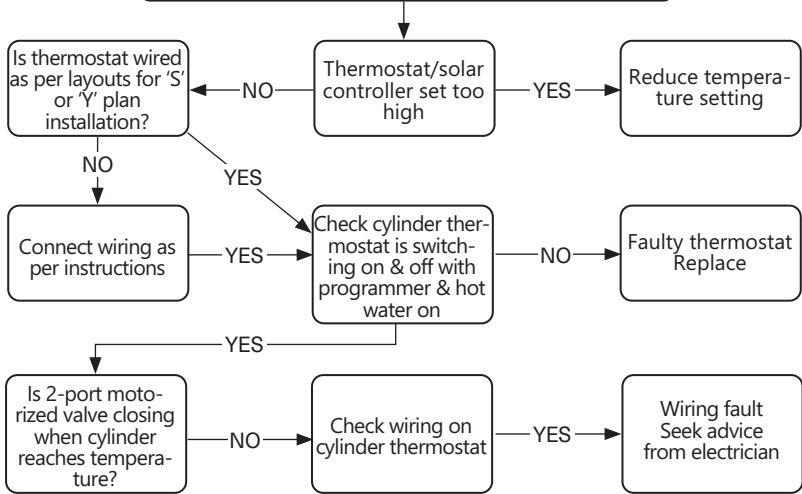 Is thermostat wired
as per layouts for 'S'
or 'Y' plan
installation?
NO
Thermostat/solar
controller set too
high
YES
Reduce tempera-
ture setting
NO
YES
Connect wiring as
per instructions
YES
Check cylinder ther-
mostat is switch-
ing on & off with
programmer & hot
water on
NO
Faulty thermostat
Replace
YES
Is 2-port moto-
rized valve closing
when cylinder
reaches tempera-
ture?
NO
Check wiring on
cylinder thermostat
YES
Wiring fault
Seek advice
from electrician